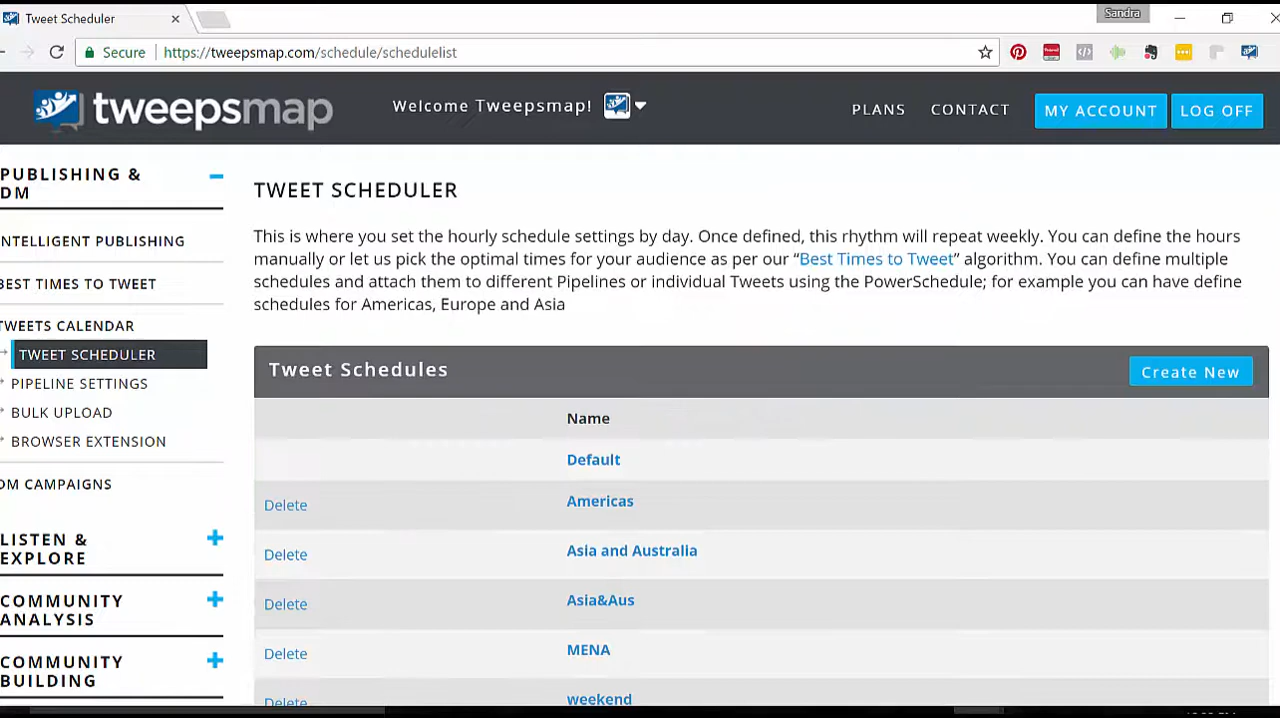 Tweet Scheduler
Sandra
Secure
https://tweepsmap.com/schedule/schedulelist
tweepsmap
Welcome Tweepsmap!
PLANS
CONTACT
MY ACCOUNT
LOG OFF
PUBLISHING &
DM
NTELLIGENT PUBLISHING
BEST TIMES TO TWEET
TWEETS CALENDAR
TWEET SCHEDULER
PIPELINE SETTINGS
BULK UPLOAD
BROWSER EXTENSION
DM CAMPAIGNS
LISTEN &
EXPLORE
COMMUNITY
ANALYSIS
COMMUNITY
BUILDING
TWEET SCHEDULER
This is where you set the hourly schedule settings by day. Once defined, this rhythm will repeat weekly. You can define the hours
manually or let us pick the optimal times for your audience as per our “Best Times to Tweet” algorithm. You can define multiple
schedules and attach them to different Pipelines or individual Tweets using the PowerSchedule; for example you can have define
schedules for Americas, Europe and Asia
Tweet Schedules
Create New
Name
Default
Delete Americas
Delete Asia and Australia
Delete Asia&Aus
Delete MENA
Delete weekend